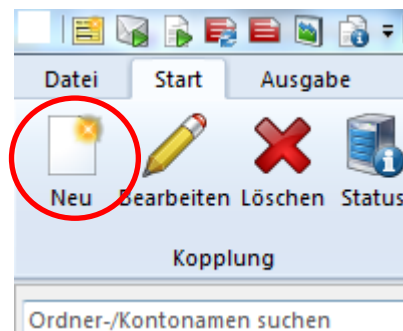 Datei Start Ausgabe
Neu Bearbeiten Löschen Status
Kopplung
Ordner-/Kontonamen suchen